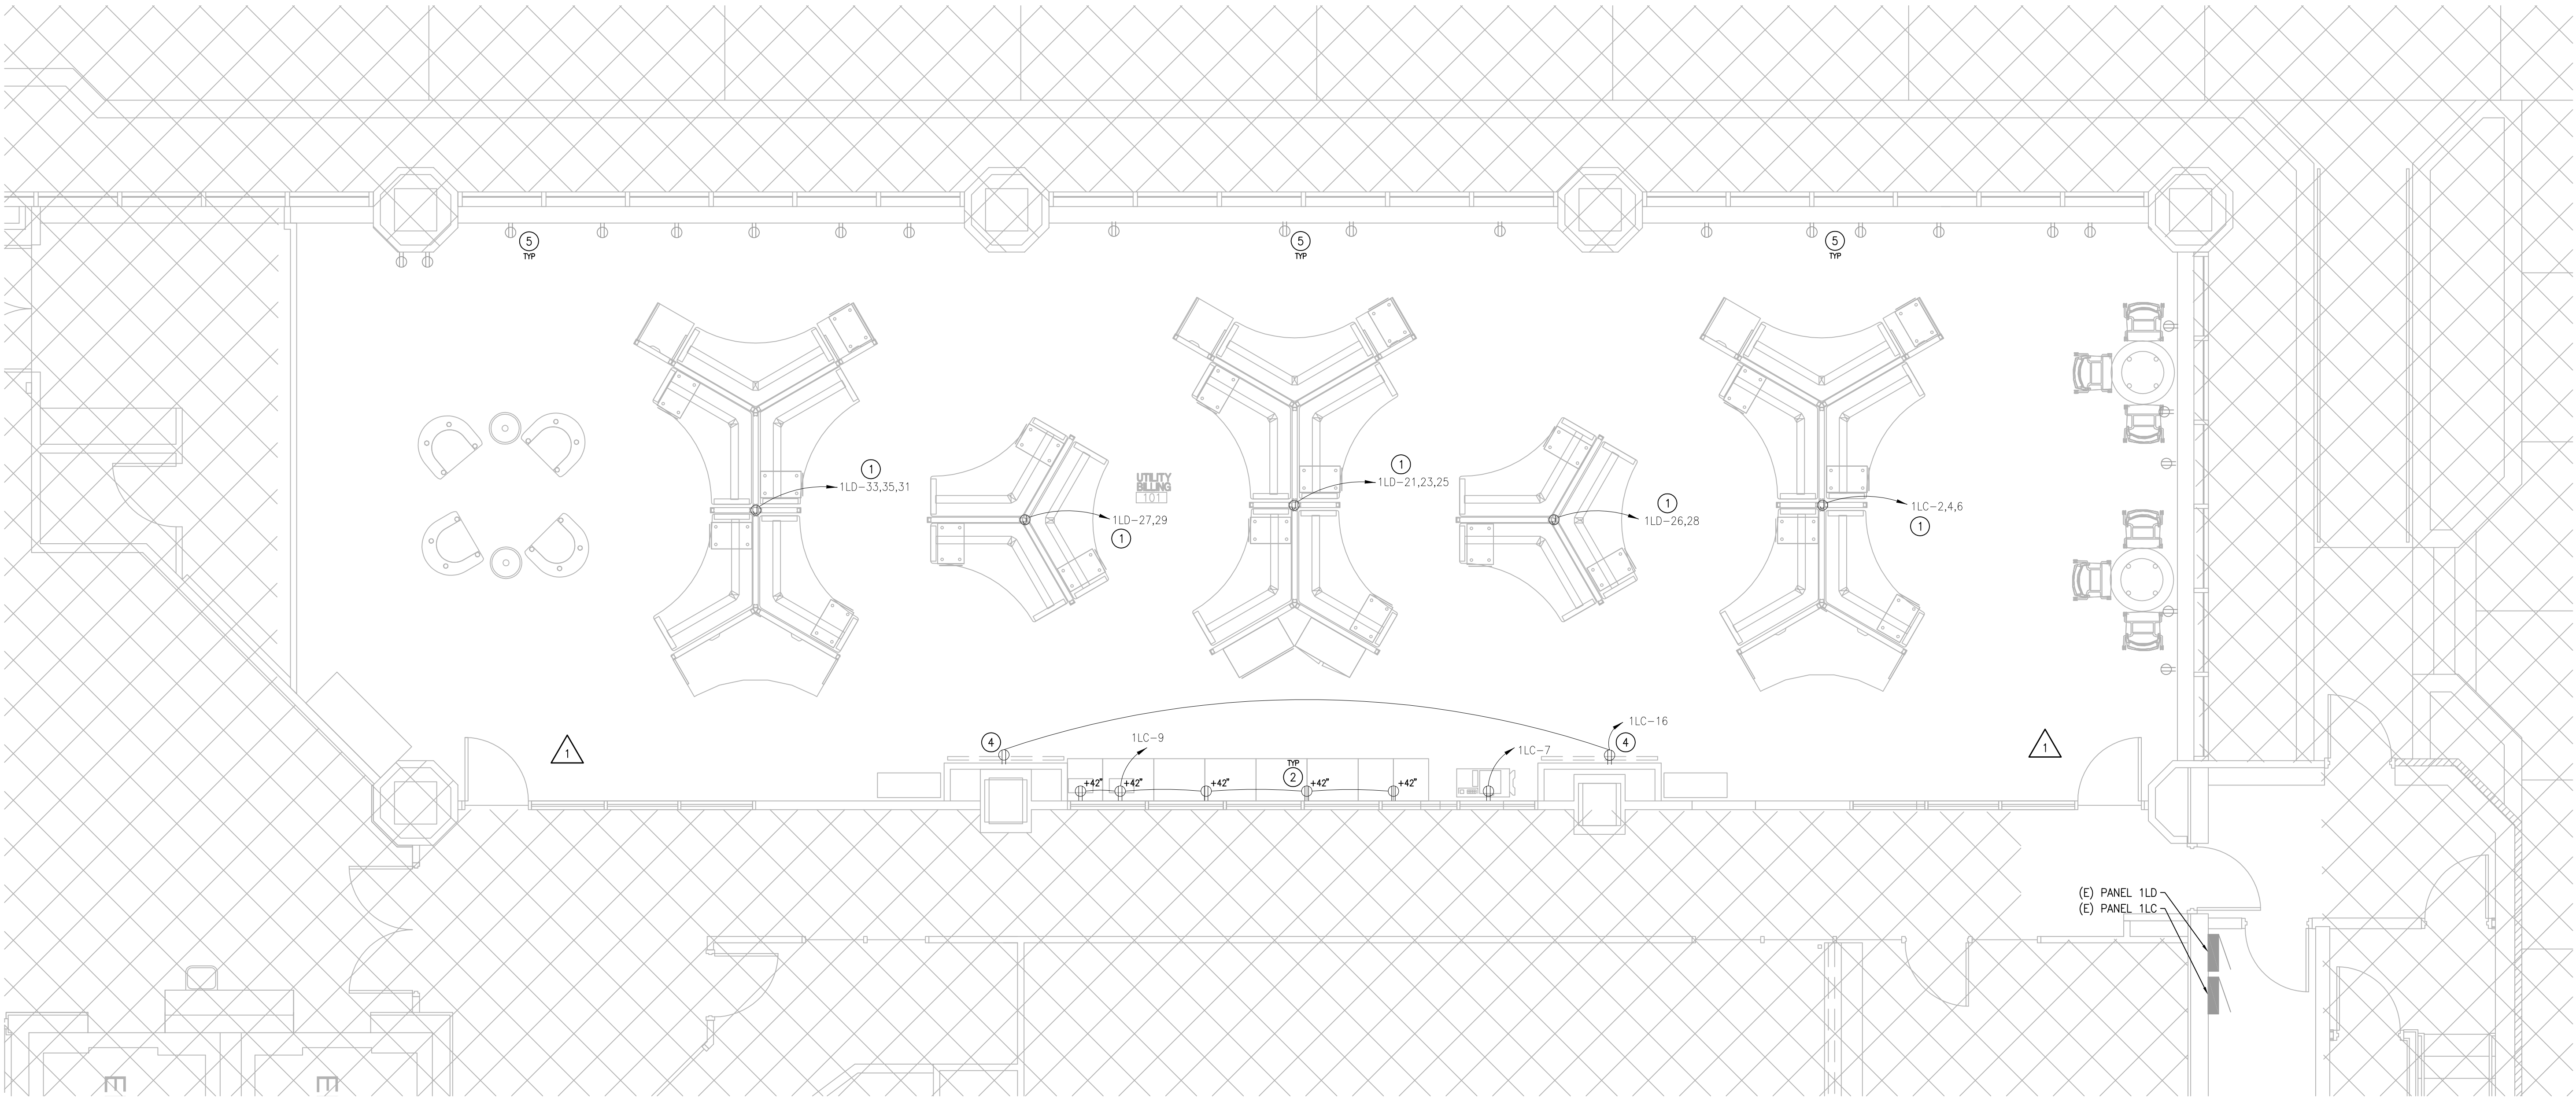 5
TYP
5
TYP
5
TYP
1
1LD-33,35,31
1LD-27,29
1
UTILITY
BILLING
101
1
1LD-21,23,25
1
1LD-26,28
1LC-2,4,6
1
1
4
1LC-9
TYP
2
+42"
+42"
+42"
+42"
+42"
1LC-7
1LC-16
4
1
(E) PANEL 1LD
(E) PANEL 1LC